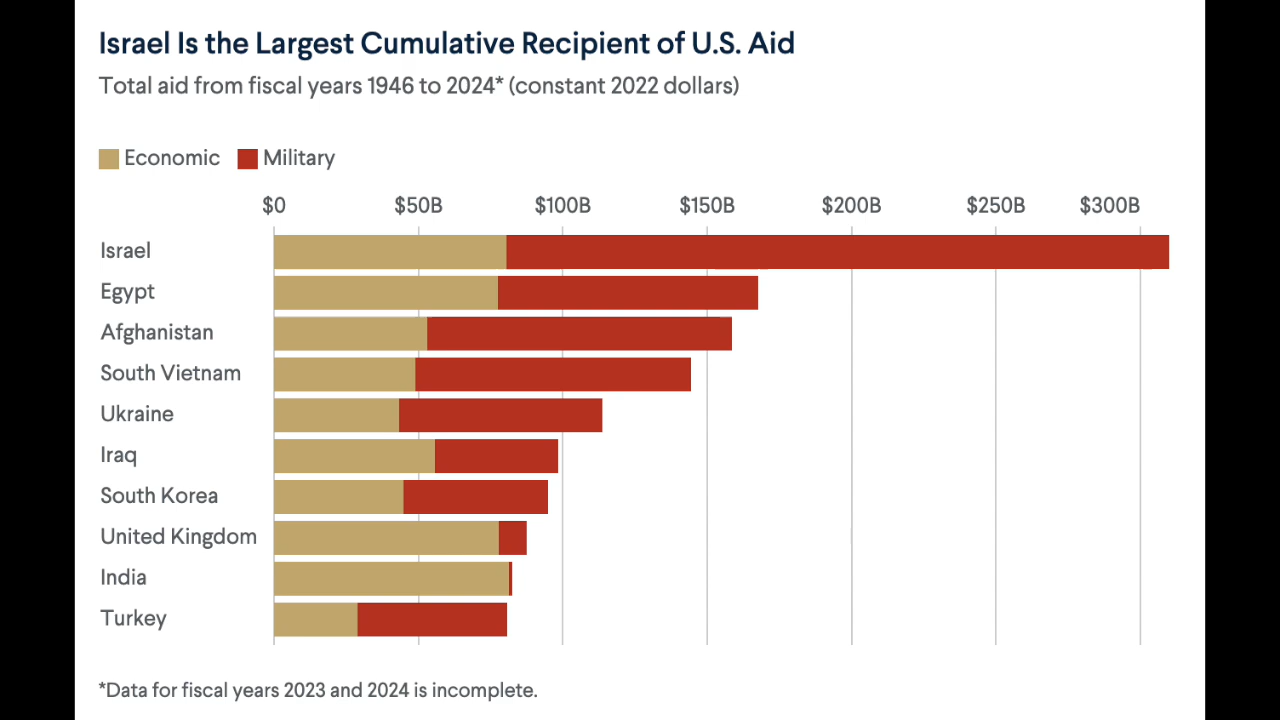 Israel Is the Largest Cumulative Recipient of U.S. Aid
Total aid from fiscal years 1946 to 2024* (constant 2022 dollars)
Economic Military
$0 $50B $100B $150B $200B $250B $300B
Israel
Egypt
Afghanistan
South Vietnam
Ukraine
Iraq
South Korea
United Kingdom
India
Turkey
*Data for fiscal years 2023 and 2024 is incomplete.